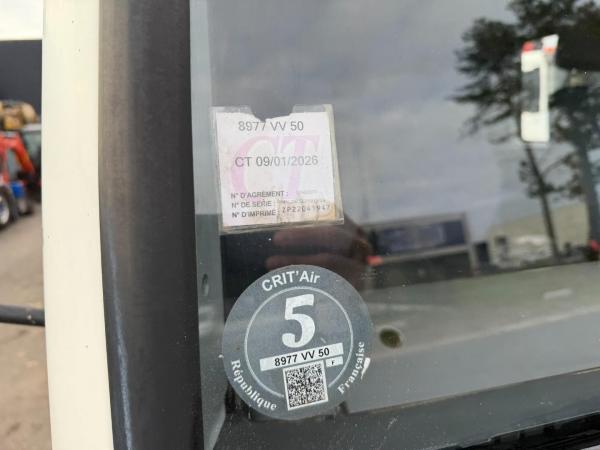 8977 VV 50
CT 09/01/2026
N° D'AGRÉMENT :
N° DE SÉRIE :
N° D'IMPRIMÉ : ZP22041947
CRIT'Air
5
8977 VV 50
F
République Française